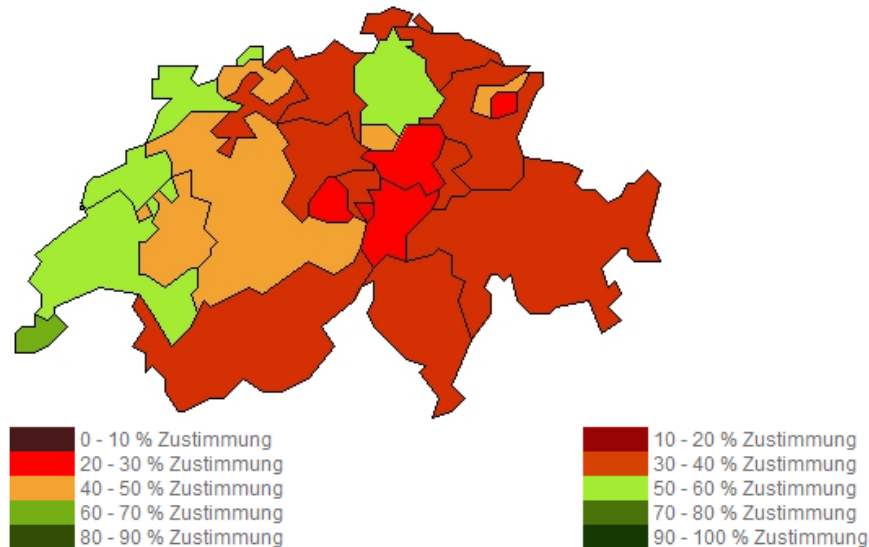 0 - 10 % Zustimmung
10 - 20 % Zustimmung
20 - 30 % Zustimmung
30 - 40 % Zustimmung
40 - 50 % Zustimmung
50 - 60 % Zustimmung
60 - 70 % Zustimmung
70 - 80 % Zustimmung
80 - 90 % Zustimmung
90 - 100 % Zustimmung